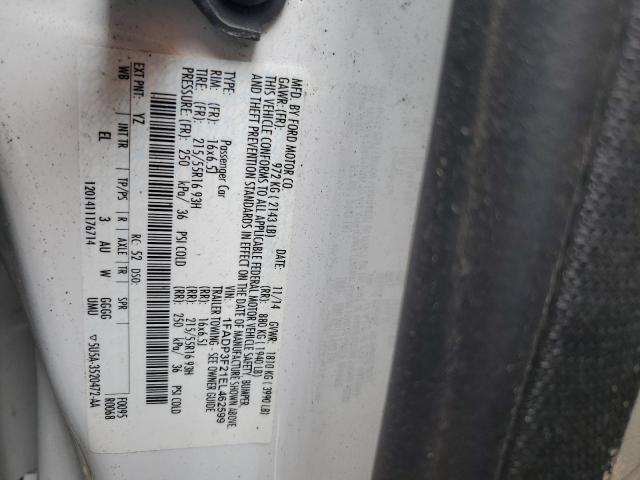 MFD. BY FORD MOTOR CO.
DATE: 11/14 GVWR: 1810 KG ( 3990 LB)
GAWR: (FR) 972 KG ( 2143 LB) (RR) 880 KG ( 1940 LB)
THIS VEHICLE CONFORMS TO ALL APPLICABLE FEDERAL MOTOR VEHICLE SAFETY, BUMPER,
AND THEFT PREVENTION STANDARDS IN EFFECT ON THE DATE OF MANUFACTURE SHOWN ABOVE.
VIN: 1FADP3F21EL462599
TYPE: Passenger Car TRAILER TOWING - SEE OWNER GUIDE
RIM: (FR): 16x6.5J (RR): 16x6.5J
TIRE: (FR): 215/55R16 93H (RR): 215/55R16 93H
PRESSURE: (FR): 250 kPa/ 36 PSI COLD (RR): 250 kPa/ 36 PSI COLD
EXT PNT: YZ RC: 52 DSO: F0095
WB INT TR TP/PS R AXLE TR SPR R0068
EL 3 AU W GGGG UMU
1201411176714 ▽ 5U5A-3520472-AA